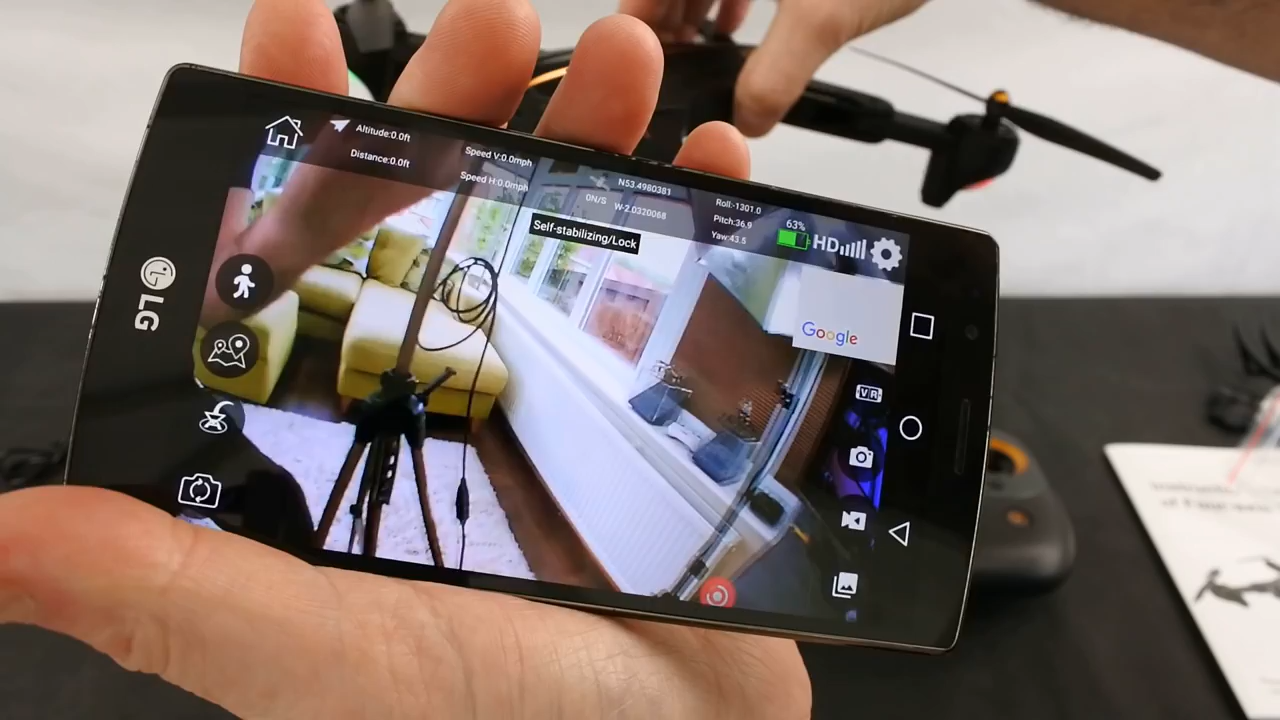 LG
Altitude:0.0ft
Distance:0.0ft
Speed V:0.0mph
Speed H:0.0mph
N53.4980381
0N/S
W-2.0320068
Roll:-1301.0
Pitch:36.9
Yaw:43.5
63%
HD
Self-stabilizing/Lock
Google
VR